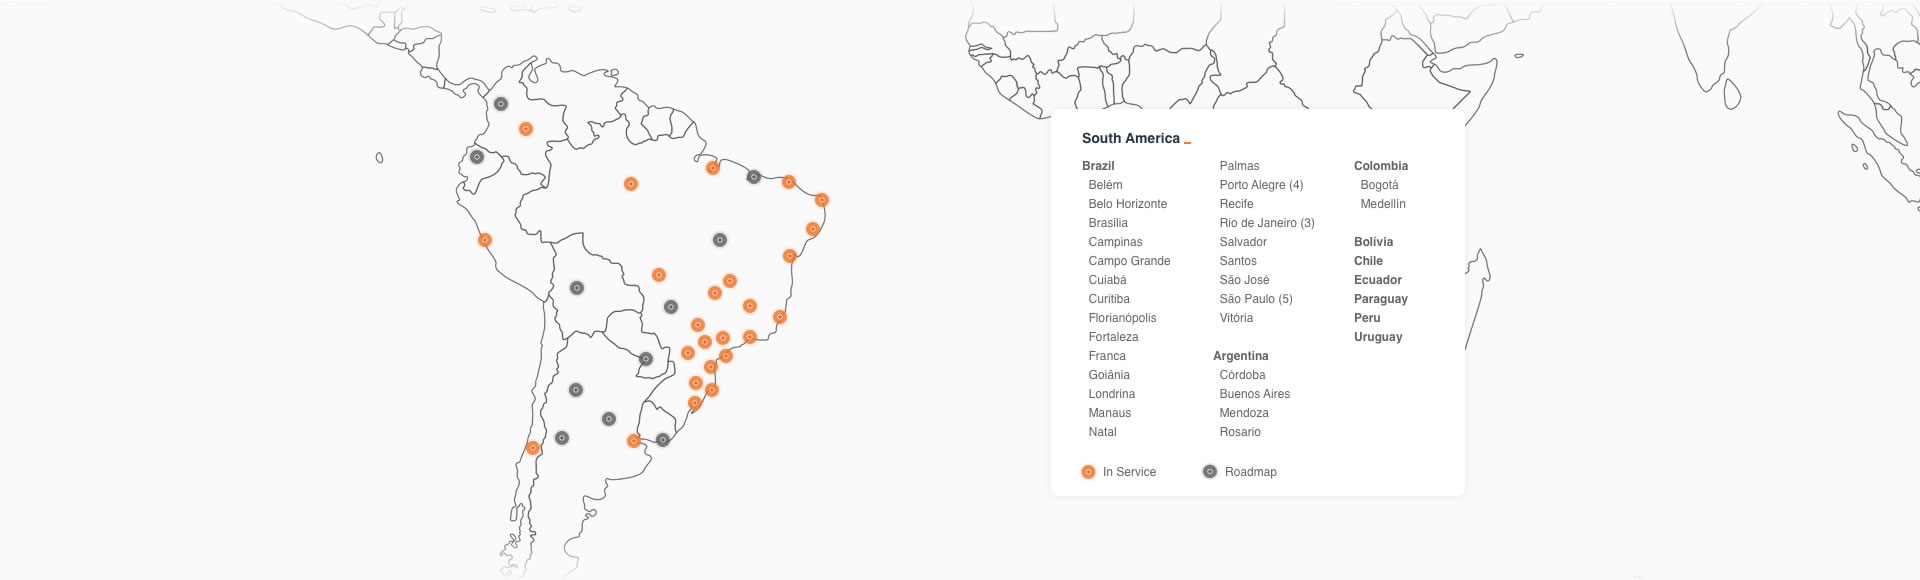 South America _
Brazil
Belém
Belo Horizonte
Brasilia
Campinas
Campo Grande
Cuiabá
Curitiba
Florianópolis
Fortaleza
Franca
Goiânia
Londrina
Manaus
Natal
Palmas
Porto Alegre (4)
Recife
Rio de Janeiro (3)
Salvador
Santos
São José
São Paulo (5)
Vitória
Argentina
Córdoba
Buenos Aires
Mendoza
Rosario
Colombia
Bogotá
Medellín
Bolívia
Chile
Ecuador
Paraguay
Peru
Uruguay
In Service
Roadmap